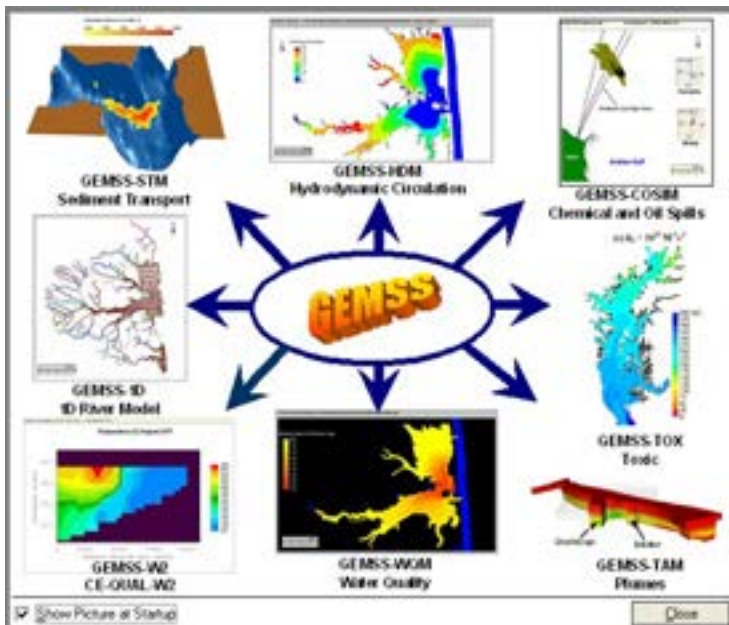 GEMSS-STM
Sediment Transport
GEMSS-HDM
Hydrodynamic Circulation
GEMSS-COSIM
Chemical and Oil Spills
GEMSS
GEMSS-1D
1D River Model
GEMSS-TOX
Toxic
GEMSS-W2
CE-QUAL-W2
GEMSS-WQM
Water Quality
GEMSS-TAM
Plumes
Show Picture at Startup
Close